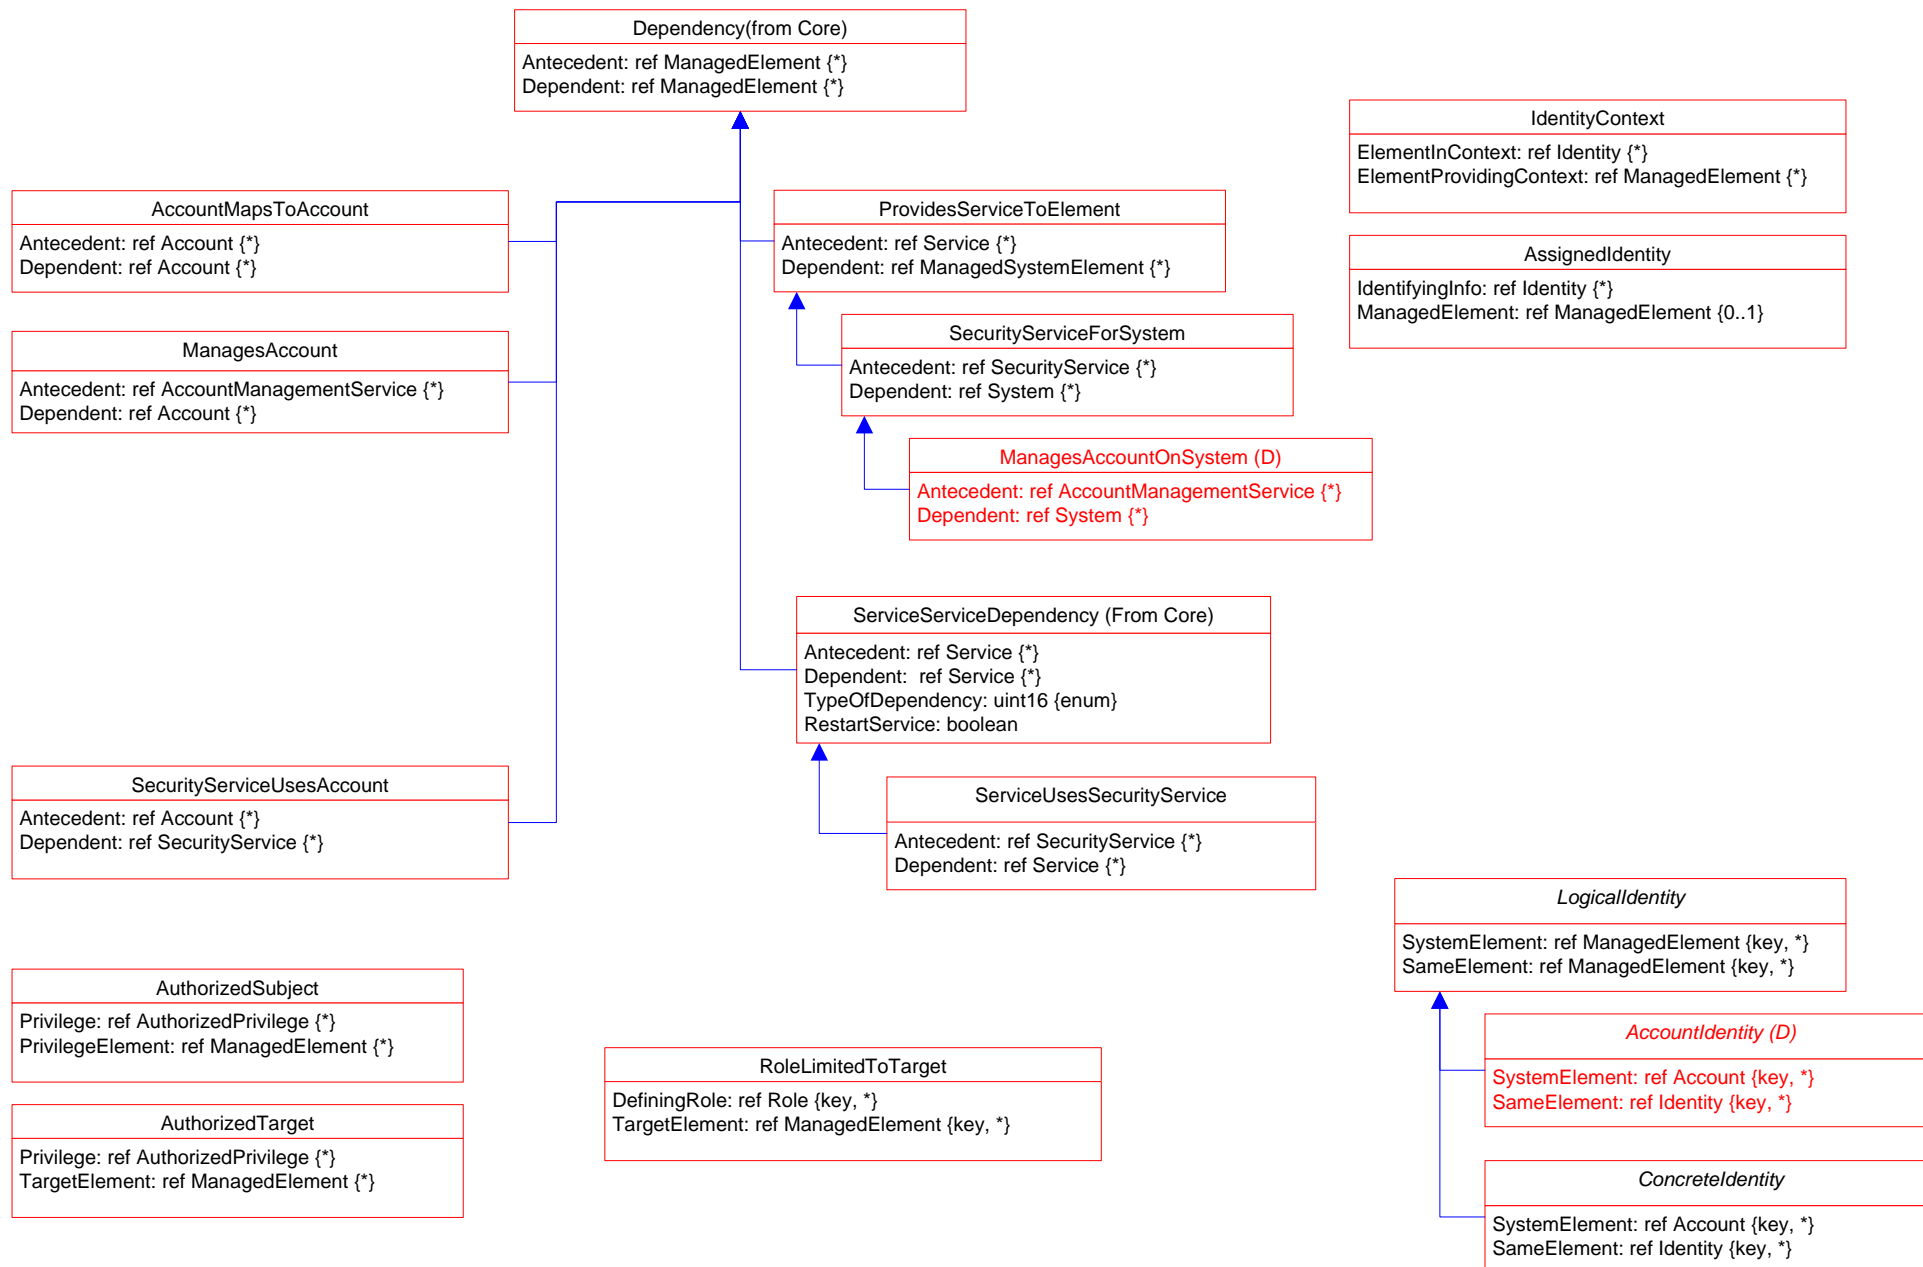 Dependency(from Core)
Antecedent: ref ManagedElement {*}
Dependent: ref ManagedElement {*}
IdentityContext
ElementInContext: ref Identity {*}
ElementProvidingContext: ref ManagedElement {*}
AccountMapsToAccount
Antecedent: ref Account {*}
Dependent: ref Account {*}
ProvidesServiceToElement
Antecedent: ref Service {*}
Dependent: ref ManagedSystemElement {*}
AssignedIdentity
IdentifyingInfo: ref Identity {*}
ManagedElement: ref ManagedElement {0..1}
ManagesAccount
Antecedent: ref AccountManagementService {*}
Dependent: ref Account {*}
SecurityServiceForSystem
Antecedent: ref SecurityService {*}
Dependent: ref System {*}
ManagesAccountOnSystem (D)
Antecedent: ref AccountManagementService {*}
Dependent: ref System {*}
ServiceServiceDependency (From Core)
Antecedent: ref Service {*}
Dependent:  ref Service {*}
TypeOfDependency: uint16 {enum}
RestartService: boolean
SecurityServiceUsesAccount
Antecedent: ref Account {*}
Dependent: ref SecurityService {*}
ServiceUsesSecurityService
Antecedent: ref SecurityService {*}
Dependent: ref Service {*}
LogicalIdentity
SystemElement: ref ManagedElement {key, *}
SameElement: ref ManagedElement {key, *}
AuthorizedSubject
Privilege: ref AuthorizedPrivilege {*}
PrivilegeElement: ref ManagedElement {*}
RoleLimitedToTarget
DefiningRole: ref Role {key, *}
TargetElement: ref ManagedElement {key, *}
AccountIdentity (D)
SystemElement: ref Account {key, *}
SameElement: ref Identity {key, *}
AuthorizedTarget
Privilege: ref AuthorizedPrivilege {*}
TargetElement: ref ManagedElement {*}
ConcreteIdentity
SystemElement: ref Account {key, *}
SameElement: ref Identity {key, *}